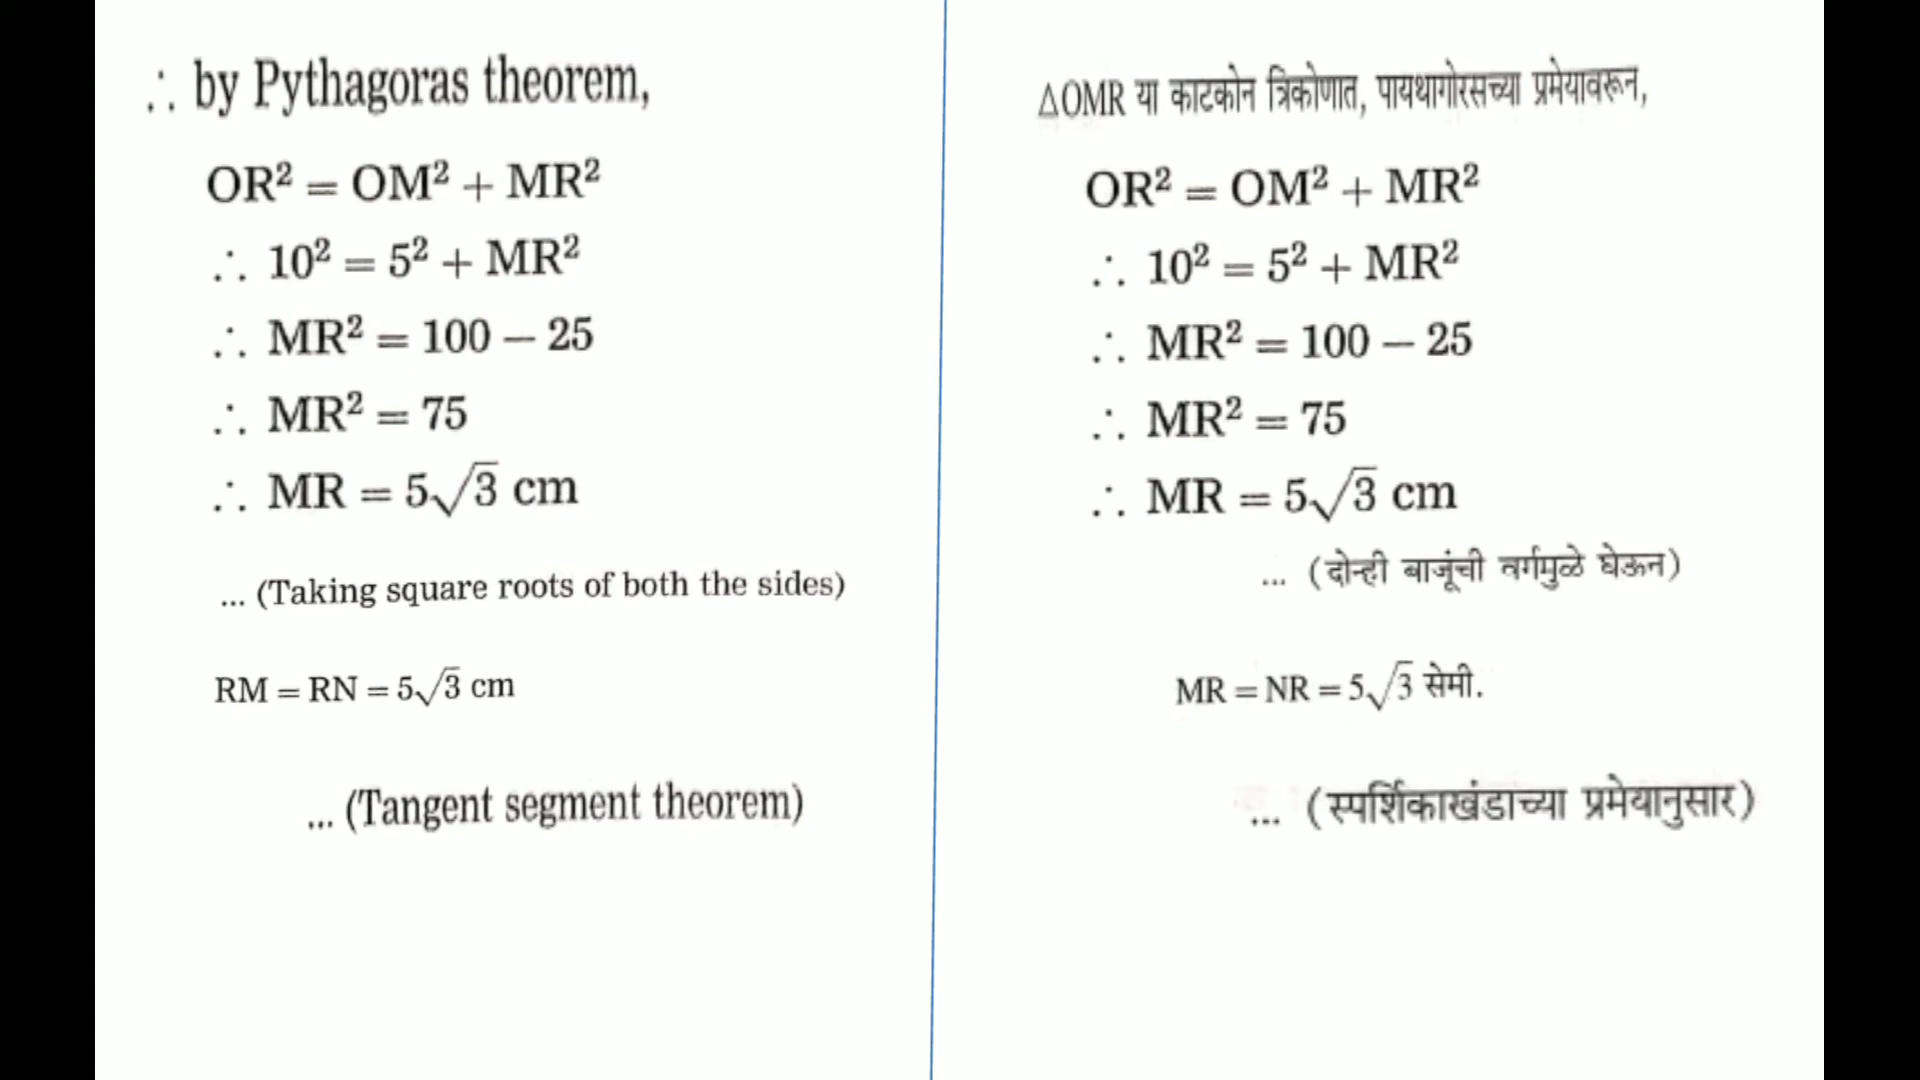 ∴ by Pythagoras theorem,
OR² = OM² + MR²
∴ 10² = 5² + MR²
∴ MR² = 100 – 25
∴ MR² = 75
∴ MR = 5√3 cm
... (Taking square roots of both the sides)
RM = RN = 5√3 cm
... (Tangent segment theorem)
△OMR या काटकोन त्रिकोणात, पायथागोरसच्या प्रमेयावरून,
OR² = OM² + MR²
∴ 10² = 5² + MR²
∴ MR² = 100 – 25
∴ MR² = 75
∴ MR = 5√3 cm
... (दोन्ही बाजूंची वर्गमुळे घेऊन)
MR = NR = 5√3 सेमी.
... (स्पर्शिकाखंडाच्या प्रमेयानुसार)